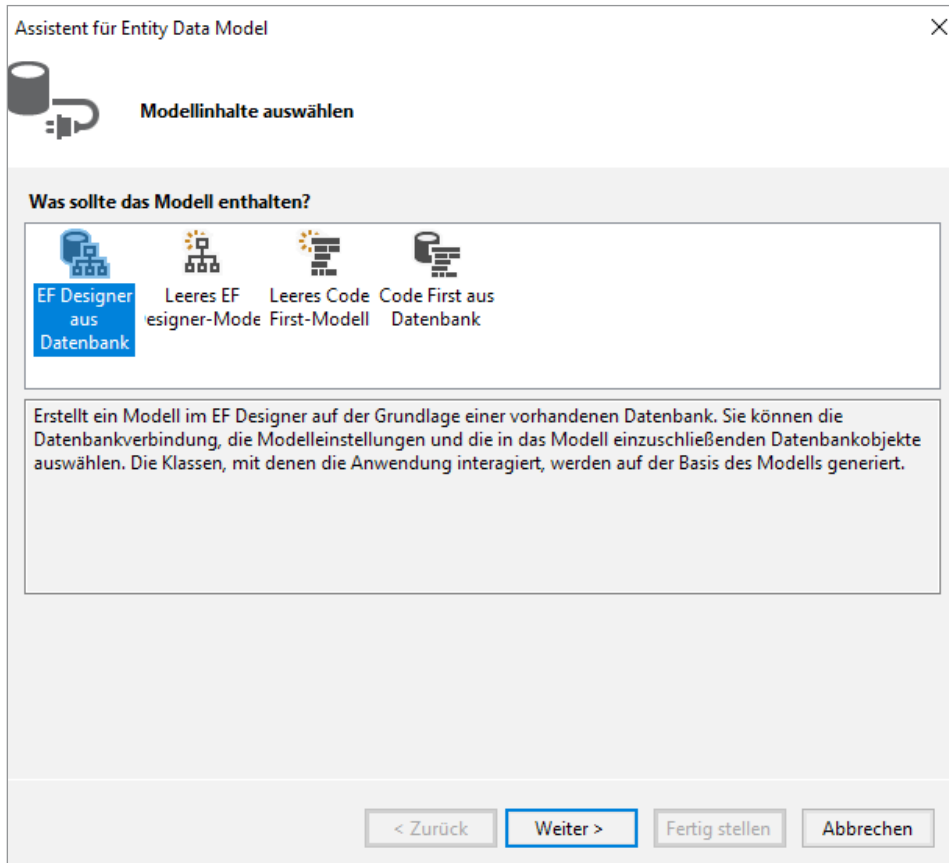 Assistent für Entity Data Model
Modellinhalte auswählen
Was sollte das Modell enthalten?
EF Designer aus Datenbank
Leeres EF esigner-Mode
Leeres Code First-Modell
Code First aus Datenbank
Erstellt ein Modell im EF Designer auf der Grundlage einer vorhandenen Datenbank. Sie können die
Datenbankverbindung, die Modelleinstellungen und die in das Modell einzuschließenden Datenbankobjekte
auswählen. Die Klassen, mit denen die Anwendung interagiert, werden auf der Basis des Modells generiert.
< Zurück
Weiter >
Fertig stellen
Abbrechen